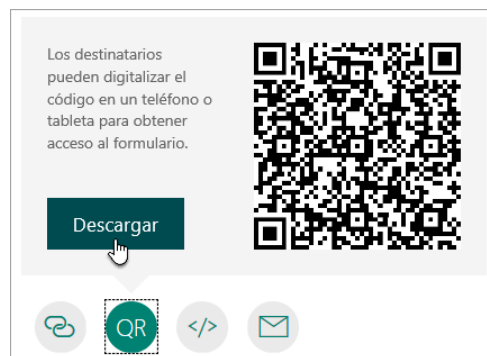 Los destinatarios
pueden digitalizar el
código en un teléfono o
tableta para obtener
acceso al formulario.
Descargar
QR
</>